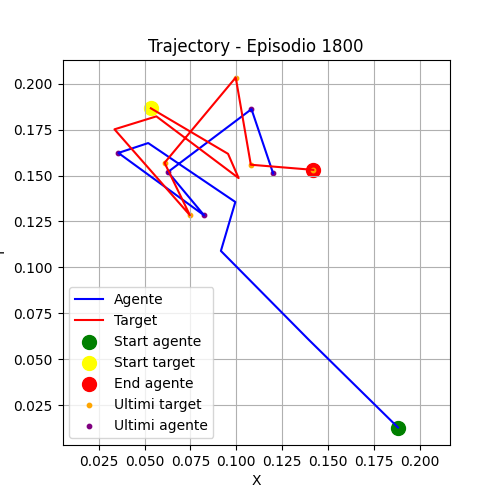 Trajectory - Episodio 1800
0.200
0.175
0.150
0.125
0.100
0.075
0.050
0.025
Agente
Target
Start agente
Start target
End agente
Ultimi target
Ultimi agente
0.025 0.050 0.075 0.100 0.125 0.150 0.175 0.200
X